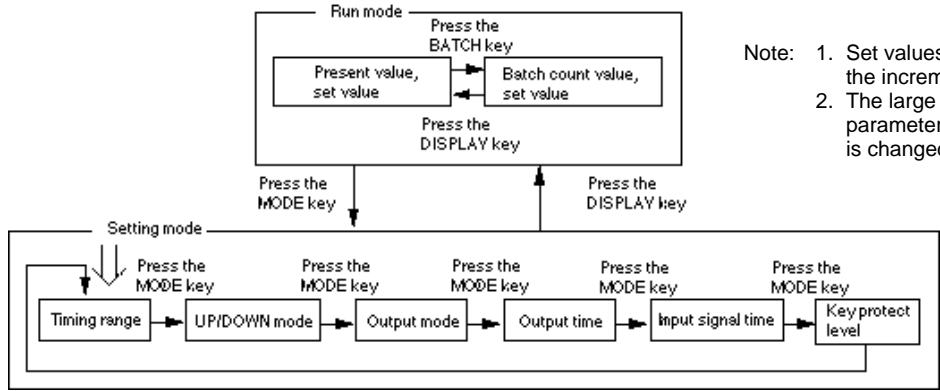 Run mode
Press the
BATCH key
Present value,
set value
Batch count value,
set value
Press the
DISPLAY key
Note: 1. Set values
the increm
2. The large
parameter
is changed
Press the
MODE key
Press the
DISPLAY key
Setting mode
Press the
MODE key
Press the
MODE key
Press the
MODE key
Press the
MODE key
Press the
MODE key
Timing range
UP/DOWN mode
Output mode
Output time
Input signal time
Key protect
level